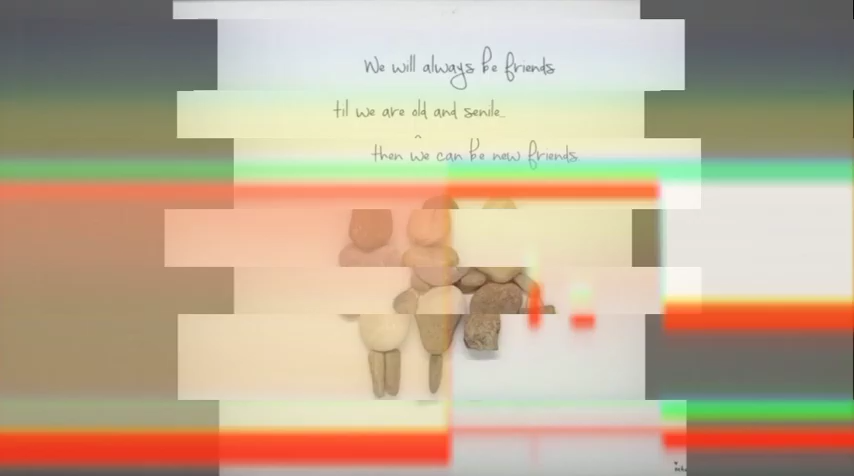 We will always be friends
til we are old and senile
then we can be new friends